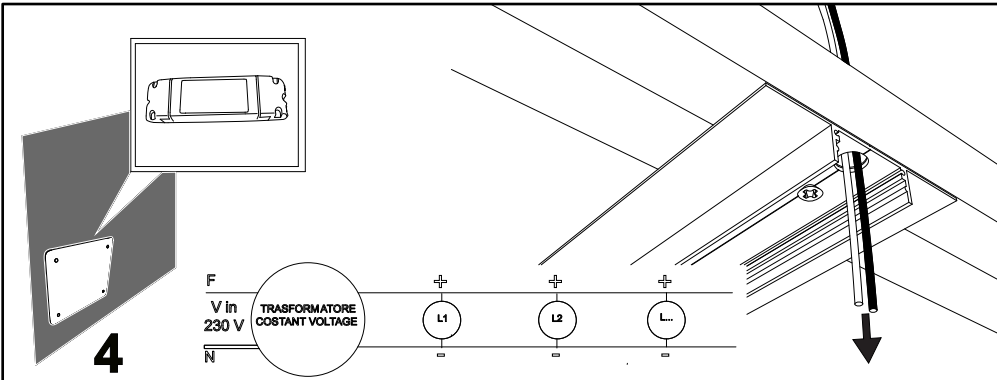 F
V in
230 V
N
TRASFORMATORE
COSTANT VOLTAGE
+ + +
L1 L2 L...
- - -
4